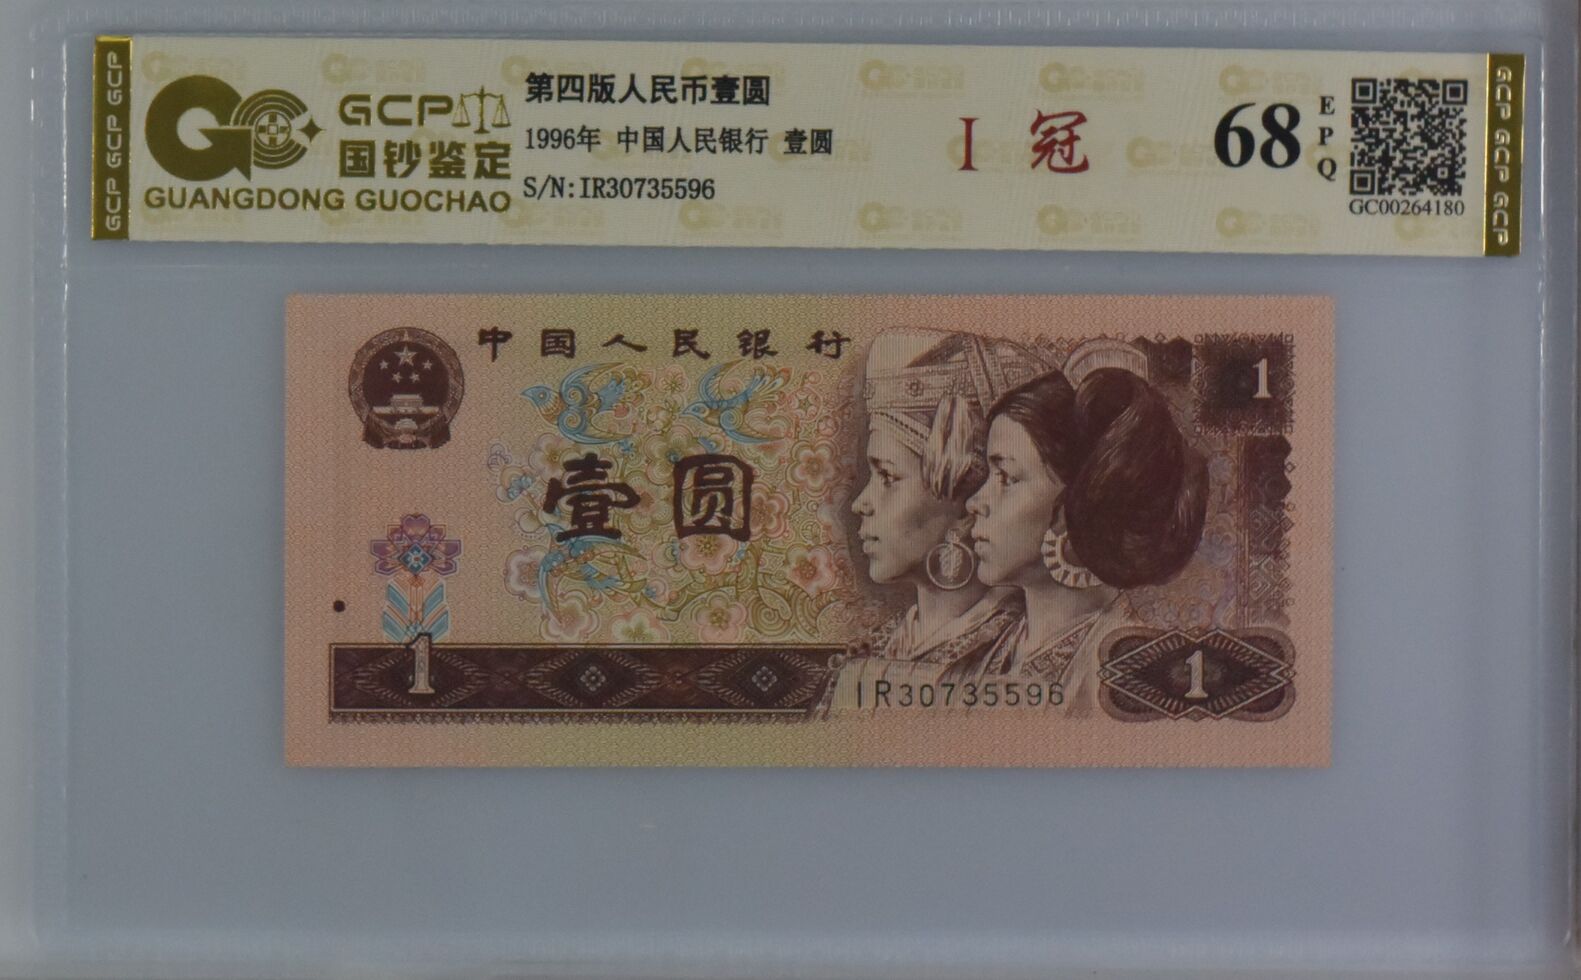 GCP GCP GCP
GCP
国钞鉴定
GUANGDONG GUOCHAO
第四版人民币壹圆
1996年 中国人民银行 壹圆
S/N:IR30735596
I 冠
68
EPQ
GC00264180
GCP GCP GCP
中国人民银行
1
壹圆
1
IR30735596
1